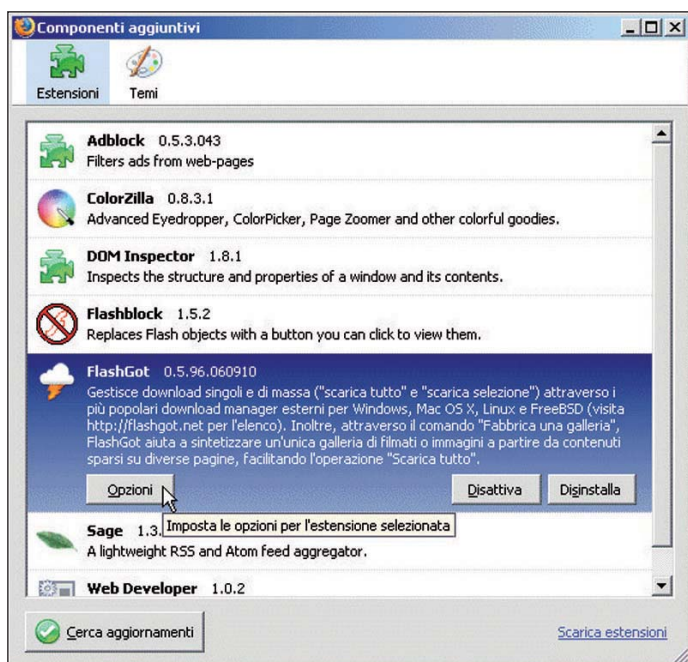 Componenti aggiuntivi
Estensioni Temi
Adblock 0.5.3.043
Filters ads from web-pages
ColorZilla 0.8.3.1
Advanced Eyedropper, ColorPicker, Page Zoomer and other colorful goodies.
DOM Inspector 1.8.1
Inspects the structure and properties of a window and its contents.
Flashblock 1.5.2
Replaces Flash objects with a button you can click to view them.
FlashGot 0.5.96.060910
Gestisce download singoli e di massa ("scarica tutto" e "scarica selezione") attraverso i
più popolari download manager esterni per Windows, Mac OS X, Linux e FreeBSD (visita
http://flashgot.net per l'elenco). Inoltre, attraverso il comando "Fabbrica una galleria",
FlashGot aiuta a sintetizzare un'unica galleria di filmati o immagini a partire da contenuti
sparsi su diverse pagine, facilitando l'operazione "Scarica tutto".
Opzioni Disattiva Disinstalla
Imposta le opzioni per l'estensione selezionata
Sage 1.3.
A lightweight RSS and Atom feed aggregator.
Web Developer 1.0.2
Cerca aggiornamenti Scarica estensioni